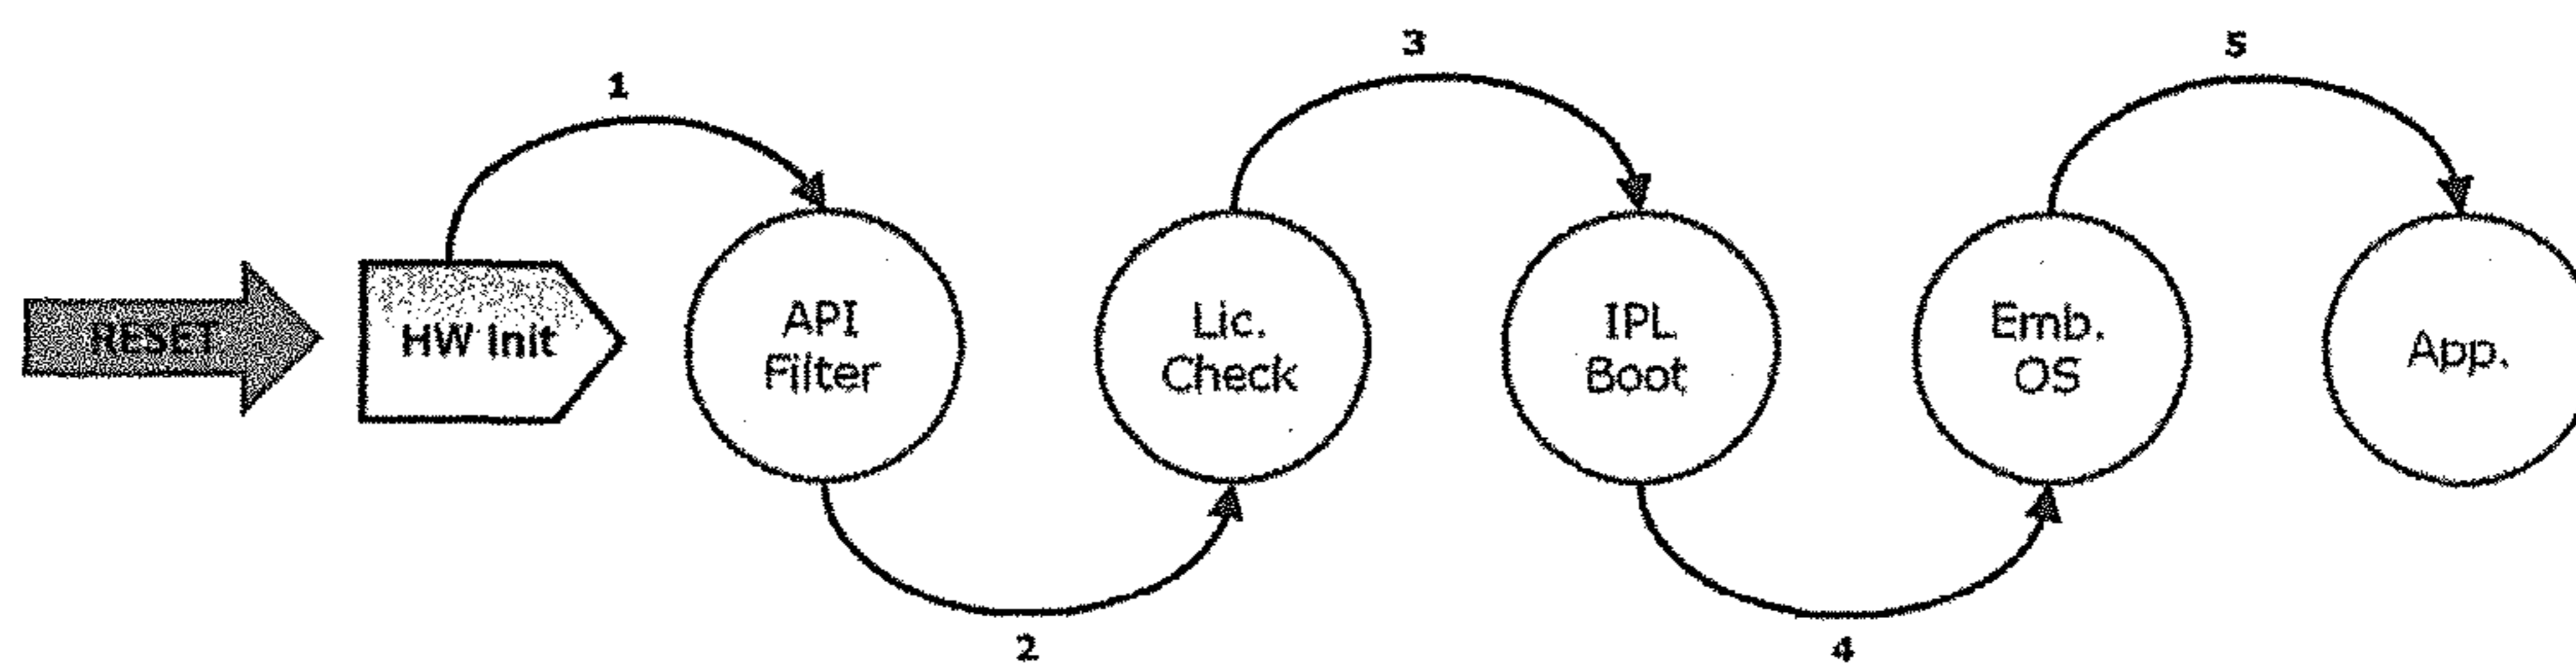 1
3
5
RESET
HW Init
API
Filter
Lic.
Check
IPL
Boot
Emb.
OS
App.
2
4